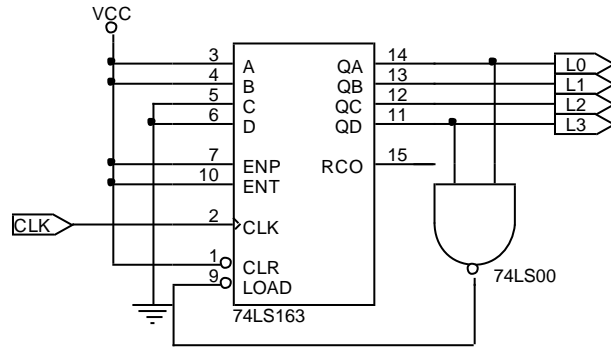 VCC
3 A QA 14 L0
4 B QB 13 L1
5 C QC 12 L2
6 D QD 11 L3
7 ENP RCO 15
10 ENT
CLK 2 CLK
1 CLR
9 LOAD
74LS00
74LS163